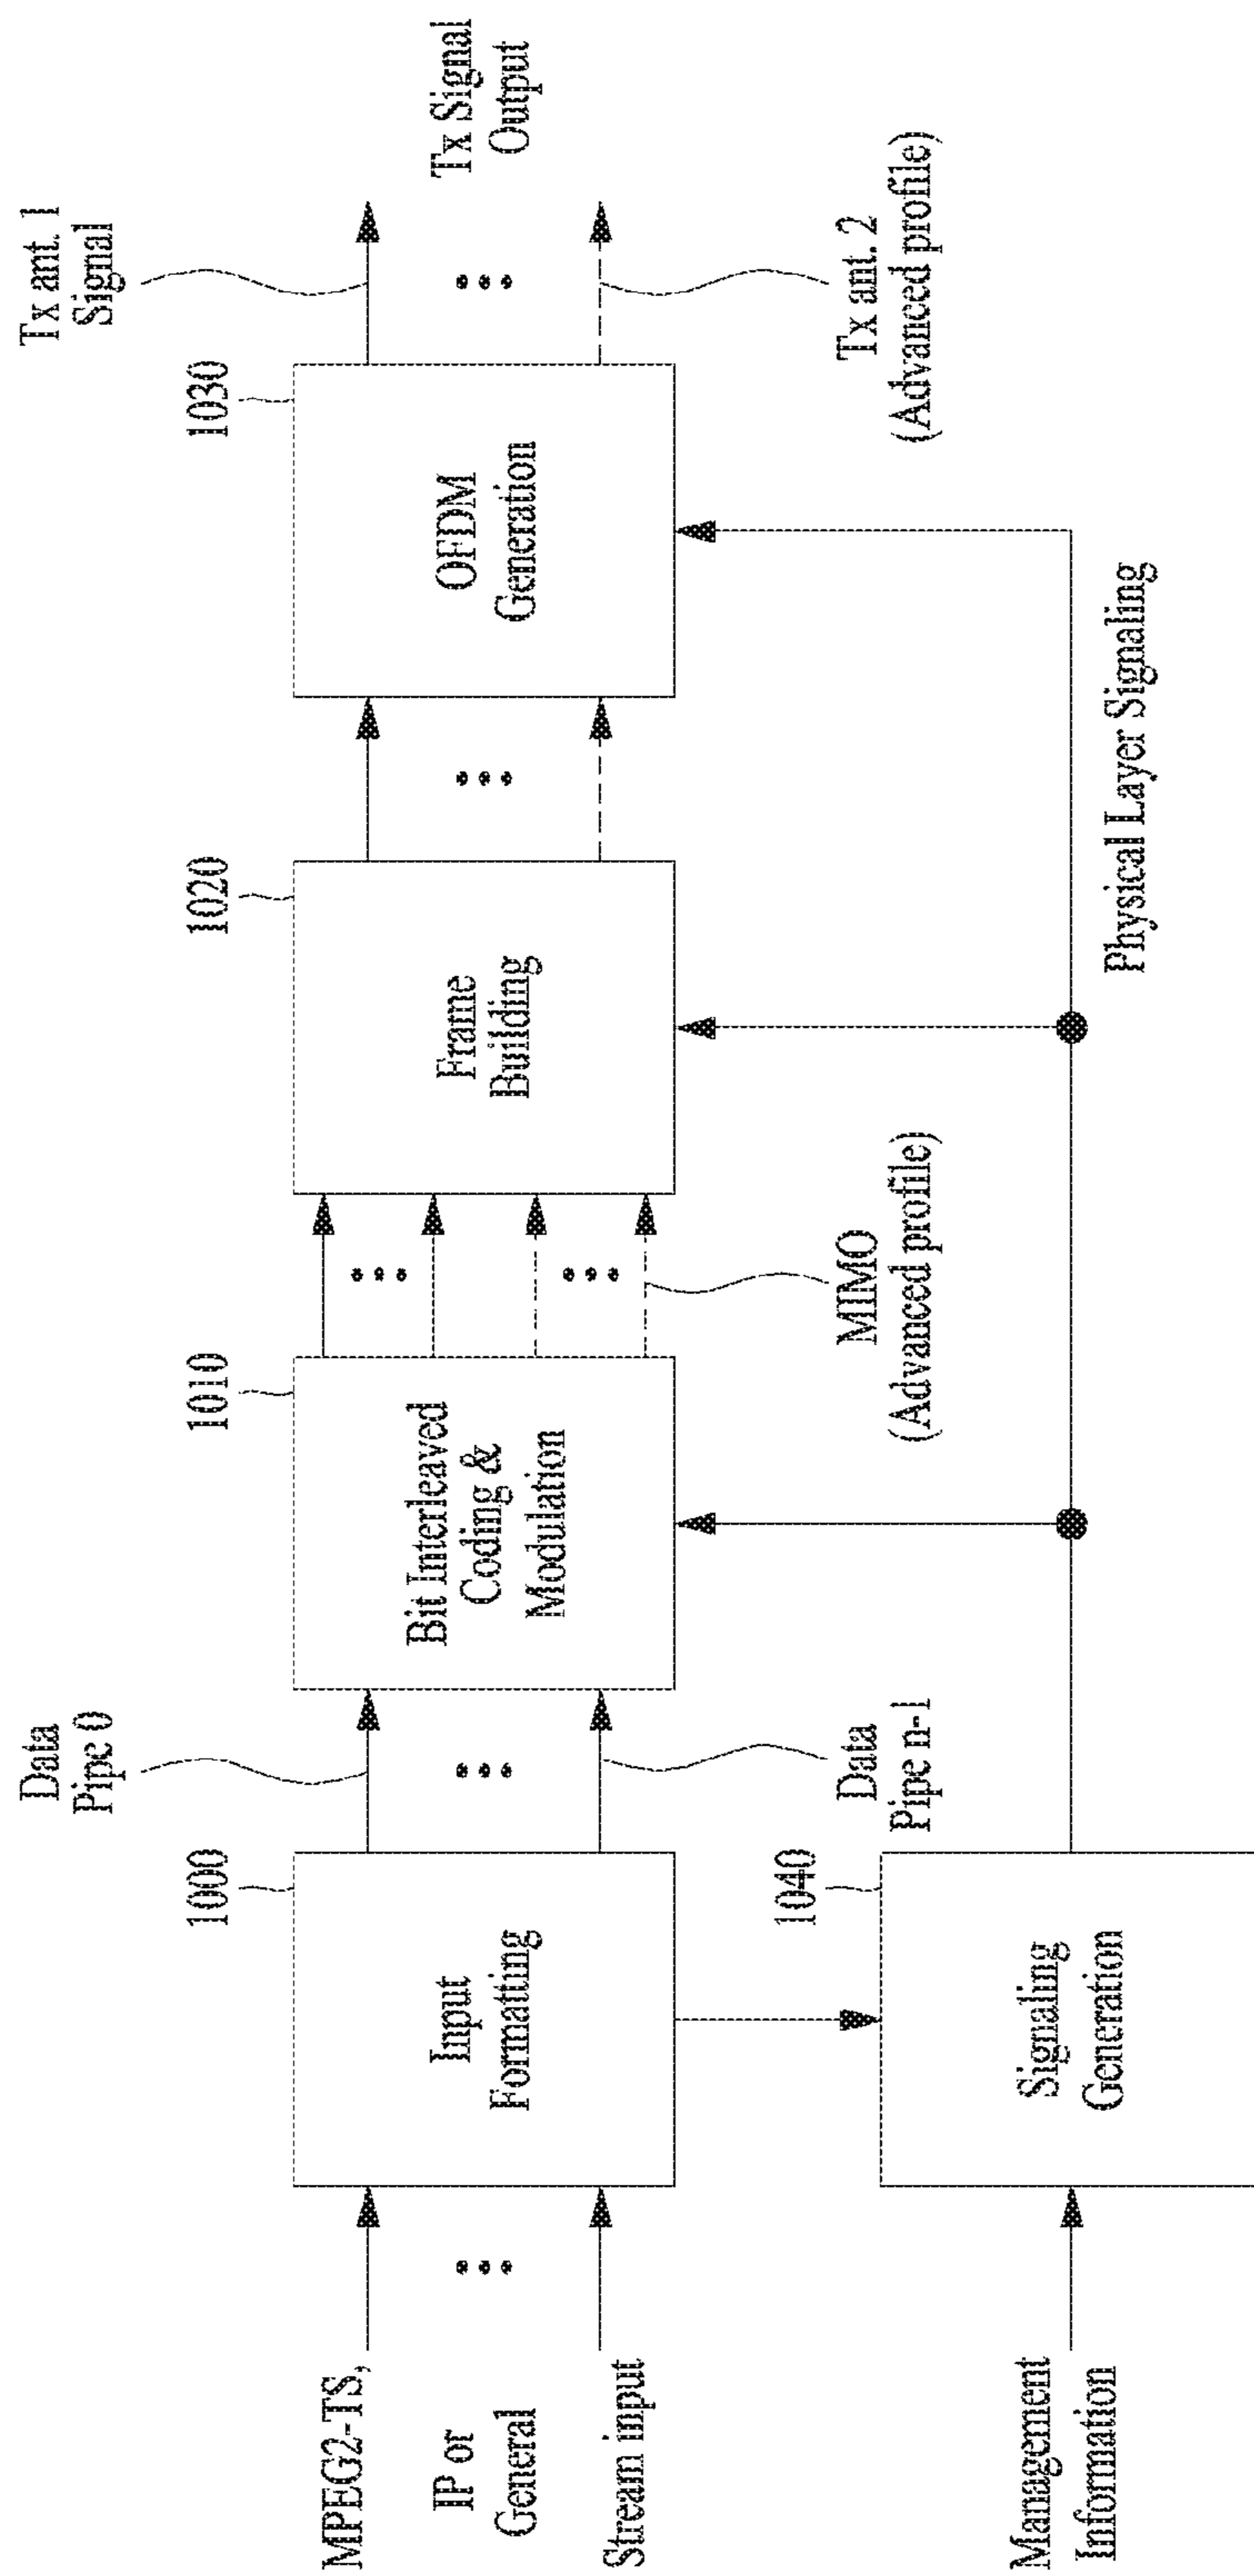 Tx ant. 1
Signal
Data
Pipe 0
1000
1010
1020
1030
MPEG2-TS,
IP or
General
Stream input
Input
Formatting
Bit Interleaved
Coding &
Modulation
Frame
Building
OFDM
Generation
Tx Signal
Output
Data
Pipe n-1
MIMO
(Advanced profile)
Tx ant. 2
(Advanced profile)
1040
Management
Information
Signaling
Generation
Physical Layer Signaling